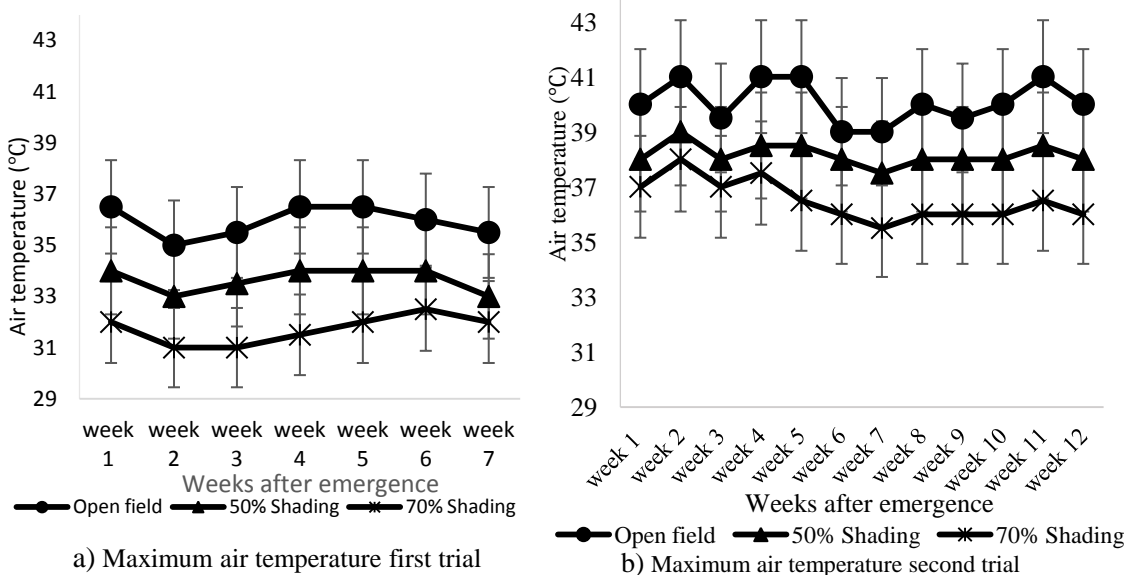 43
41
39
37
35
33
31
29
Air temperature (°C)
week 1
week 2
week 3
week 4
week 5
week 6
week 7
Weeks after emergence
Open field 50% Shading 70% Shading
a) Maximum air temperature first trial
43
41
39
37
35
33
31
29
Air temperature (°C)
week 1
week 2
week 3
week 4
week 5
week 6
week 7
week 8
week 9
week 10
week 11
week 12
Weeks after emergence
Open field 50% Shading 70% Shading
b) Maximum air temperature second trial